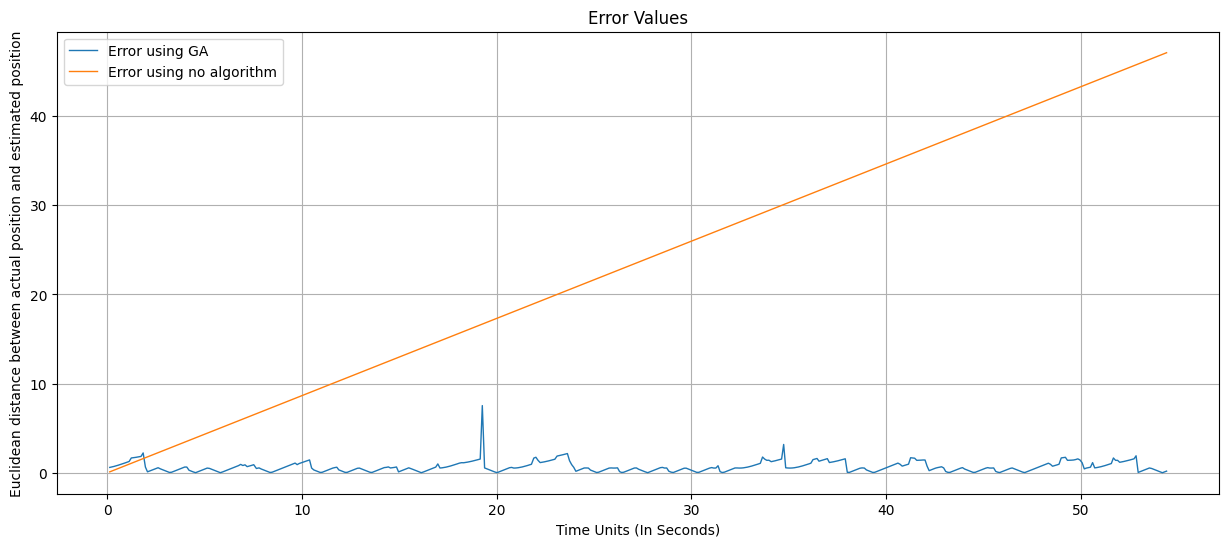 Error Values
Error using GA
Error using no algorithm
Euclidean distance between actual position and estimated position
40
30
20
10
0
0
10
20
30
40
50
Time Units (In Seconds)